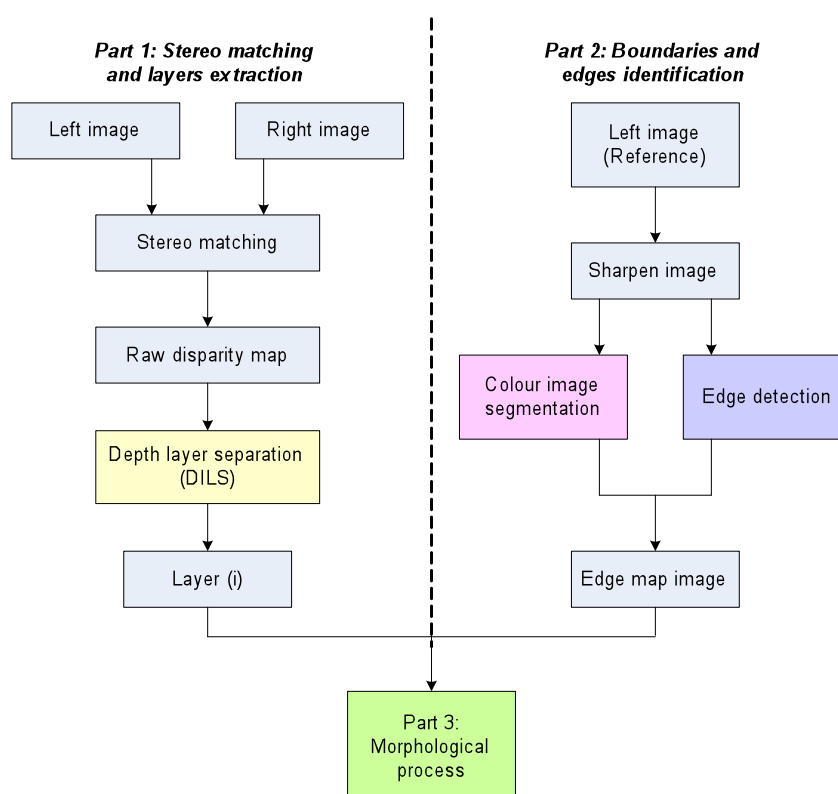 Part 1: Stereo matching
and layers extraction
Left image
Right image
Stereo matching
Raw disparity map
Depth layer separation
(DILS)
Layer (i)
Part 2: Boundaries and
edges identification
Left image
(Reference)
Sharpen image
Colour image
segmentation
Edge detection
Edge map image
Part 3:
Morphological
process